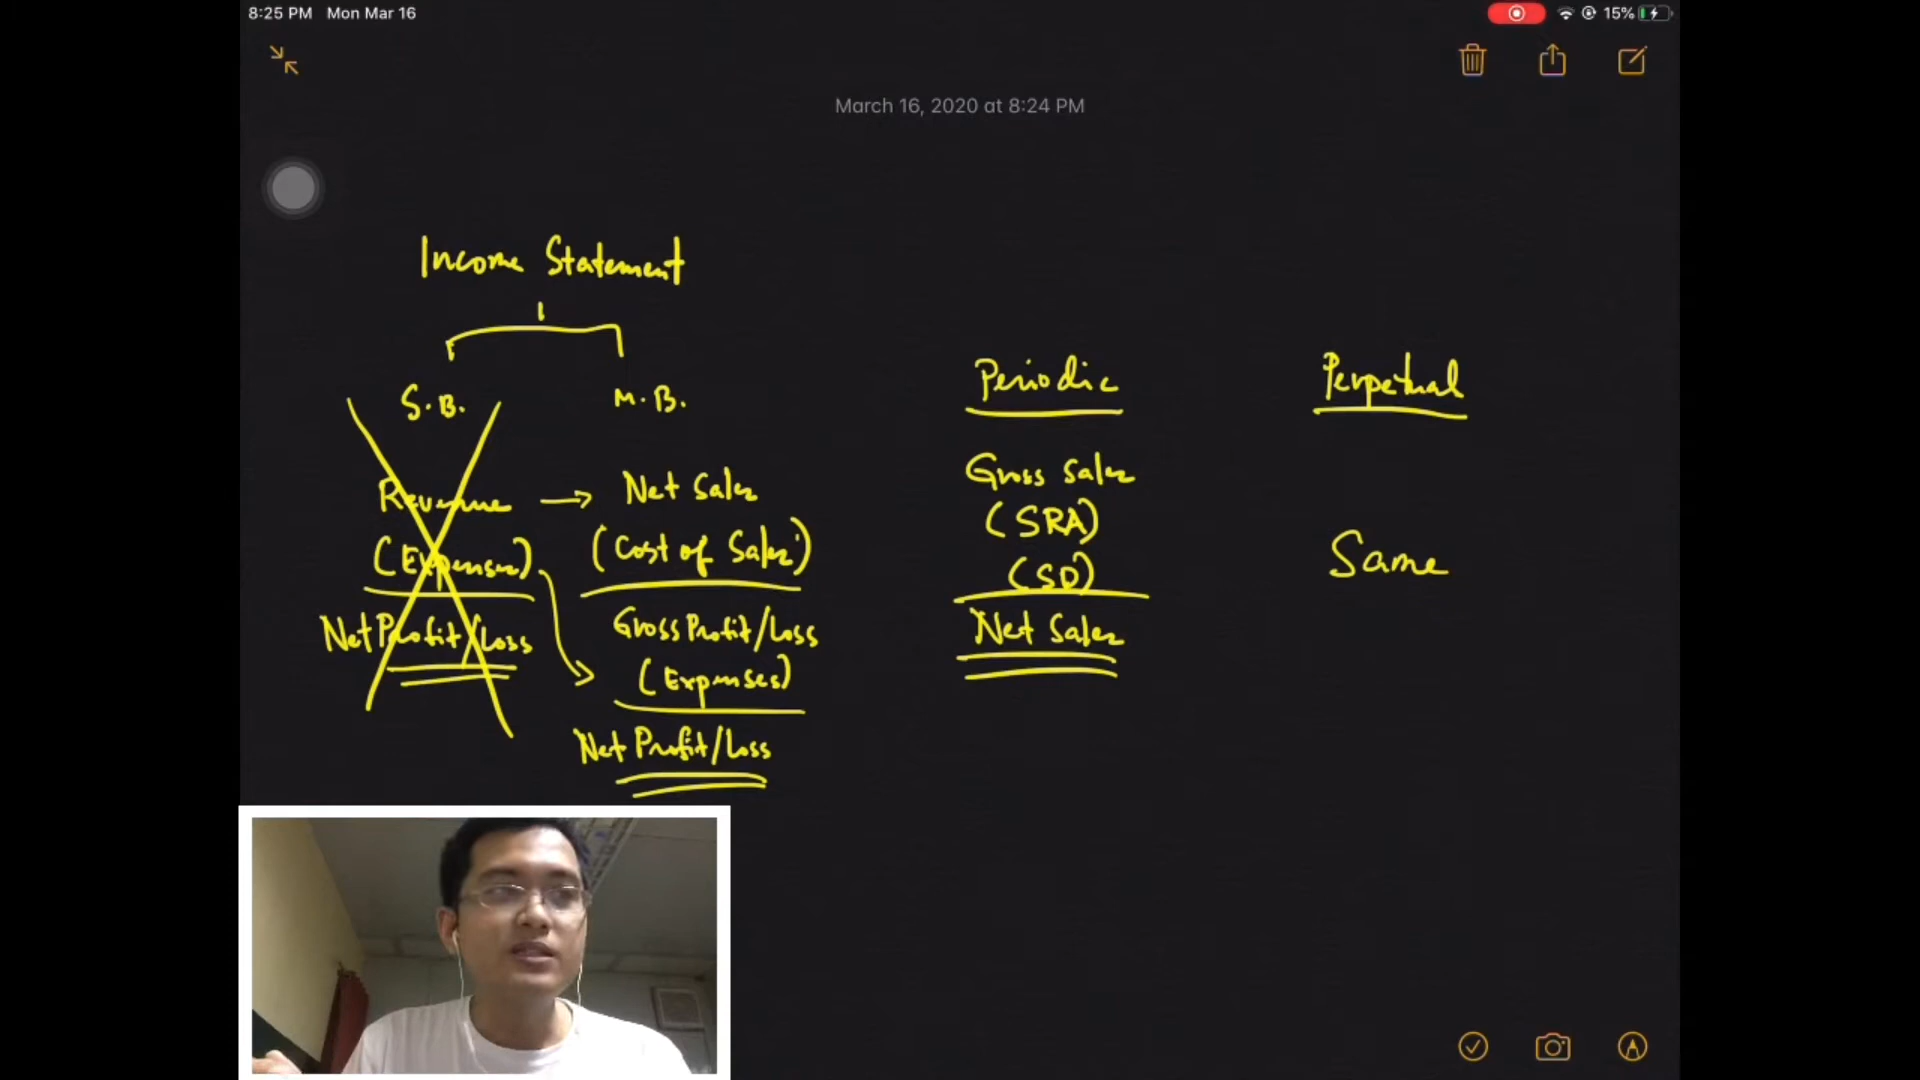 8:25 PM Mon Mar 16
15%
March 16, 2020 at 8:24 PM
Income Statement
S.B.
M.B.
Revenue → Net Sales
(Expenses)
(Cost of Sales)
Net Profit/Loss
Gross Profit/Loss
(Expenses)
Net Profit/Loss
Periodic
Gross Sales
(SRA)
(SD)
Net Sales
Perpetual
Same